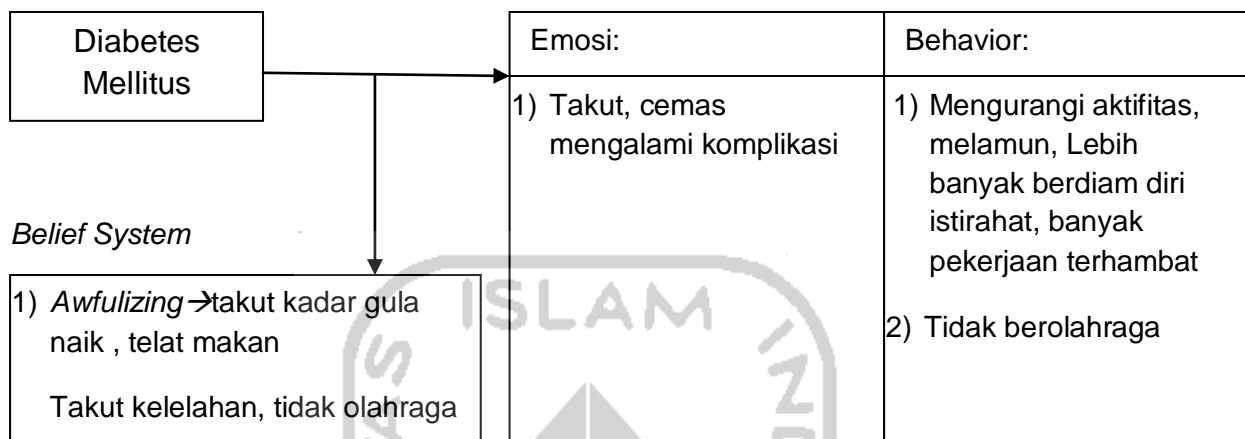 Diabetes
Mellitus
Belief System
1) Awfulizing→takut kadar gula
naik , telat makan
Takut kelelahan, tidak olahraga
Emosi:
1) Takut, cemas
mengalami komplikasi
Behavior:
1) Mengurangi aktifitas,
melamun, Lebih
banyak berdiam diri
istirahat, banyak
pekerjaan terhambat
2) Tidak berolahraga
ISLAM